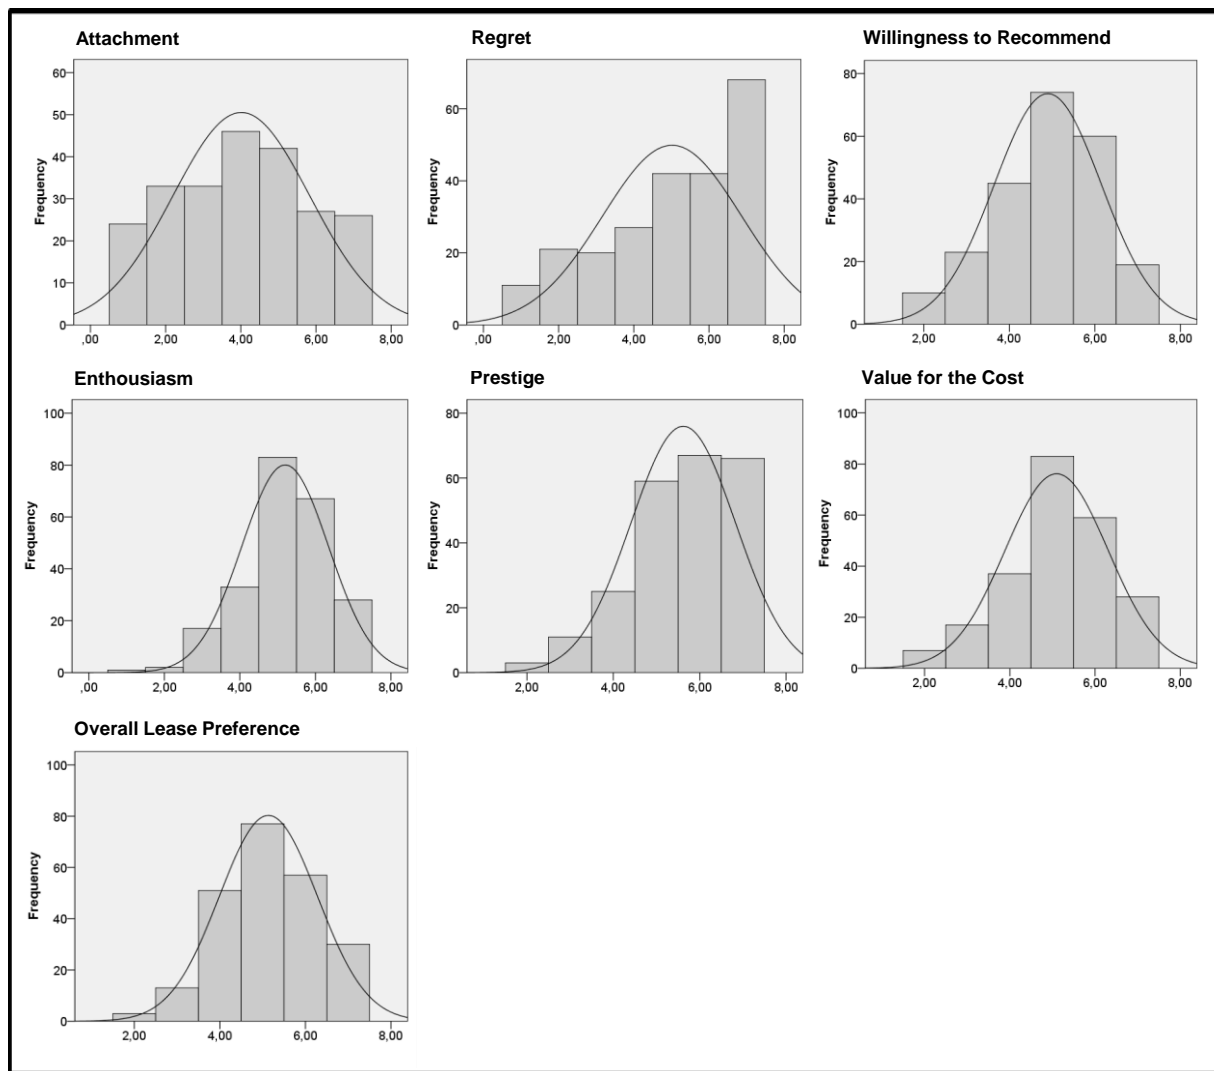 Attachment
60
50
40
30
20
10
0
Frequency
,00 2,00 4,00 6,00 8,00
Regret
60
40
20
0
Frequency
,00 2,00 4,00 6,00 8,00
Willingness to Recommend
80
60
40
20
0
Frequency
2,00 4,00 6,00 8,00
Enthousiasm
100
80
60
40
20
0
Frequency
,00 2,00 4,00 6,00 8,00
Prestige
80
60
40
20
0
Frequency
2,00 4,00 6,00 8,00
Value for the Cost
100
80
60
40
20
0
Frequency
2,00 4,00 6,00 8,00
Overall Lease Preference
100
80
60
40
20
0
Frequency
2,00 4,00 6,00 8,00